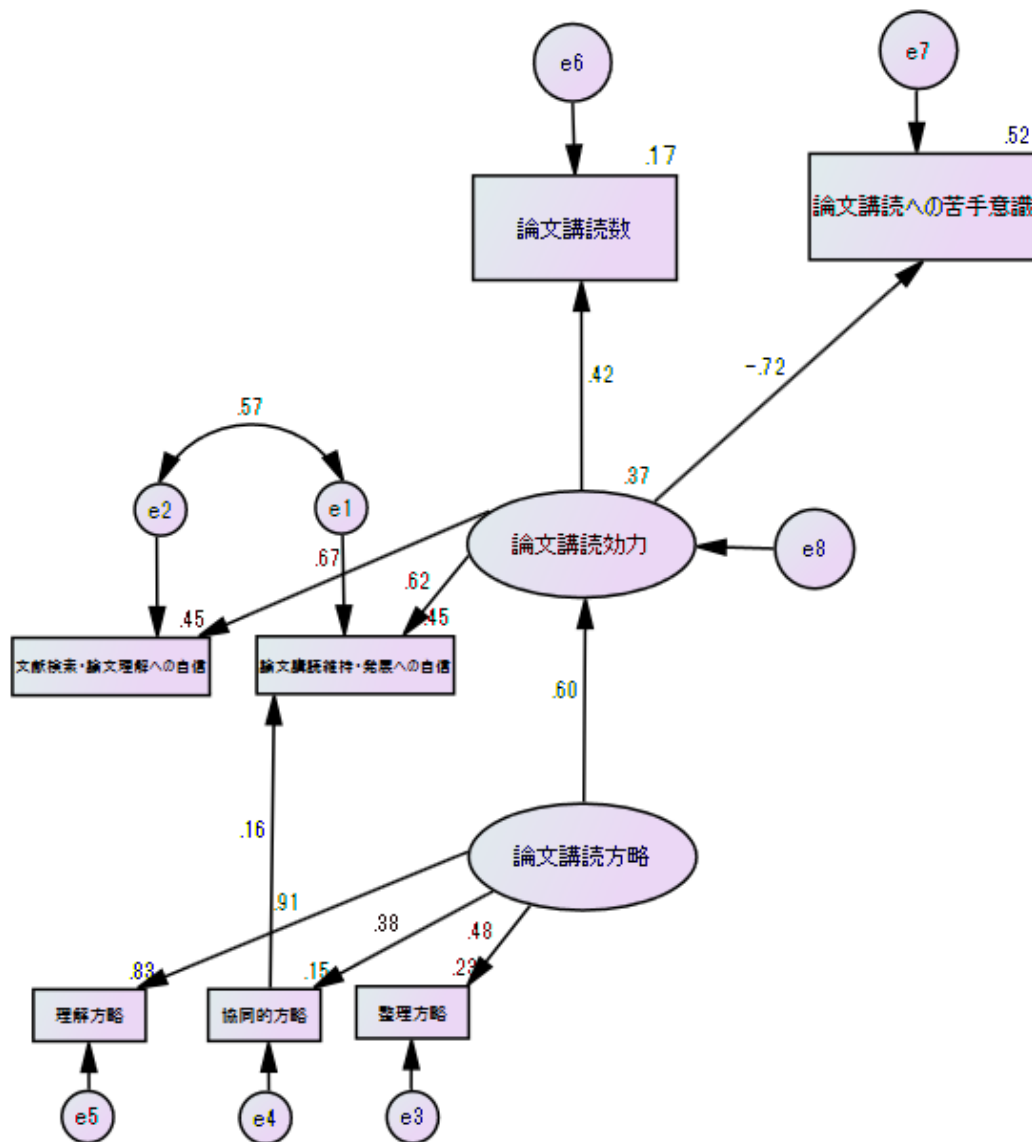 e6
e7
.17
.52
論文講読数
論文講読への苦手意識
.42
-.72
.57
.37
e2
e1
論文講読効力
e8
.67
.62
.45
.45
文献検索・論文理解への自信
論文講読維持・発展への自信
.60
.16
論文講読方略
.91
.38
.48
.83
.15
.23
理解方略
協同的方略
整理方略
e5
e4
e3